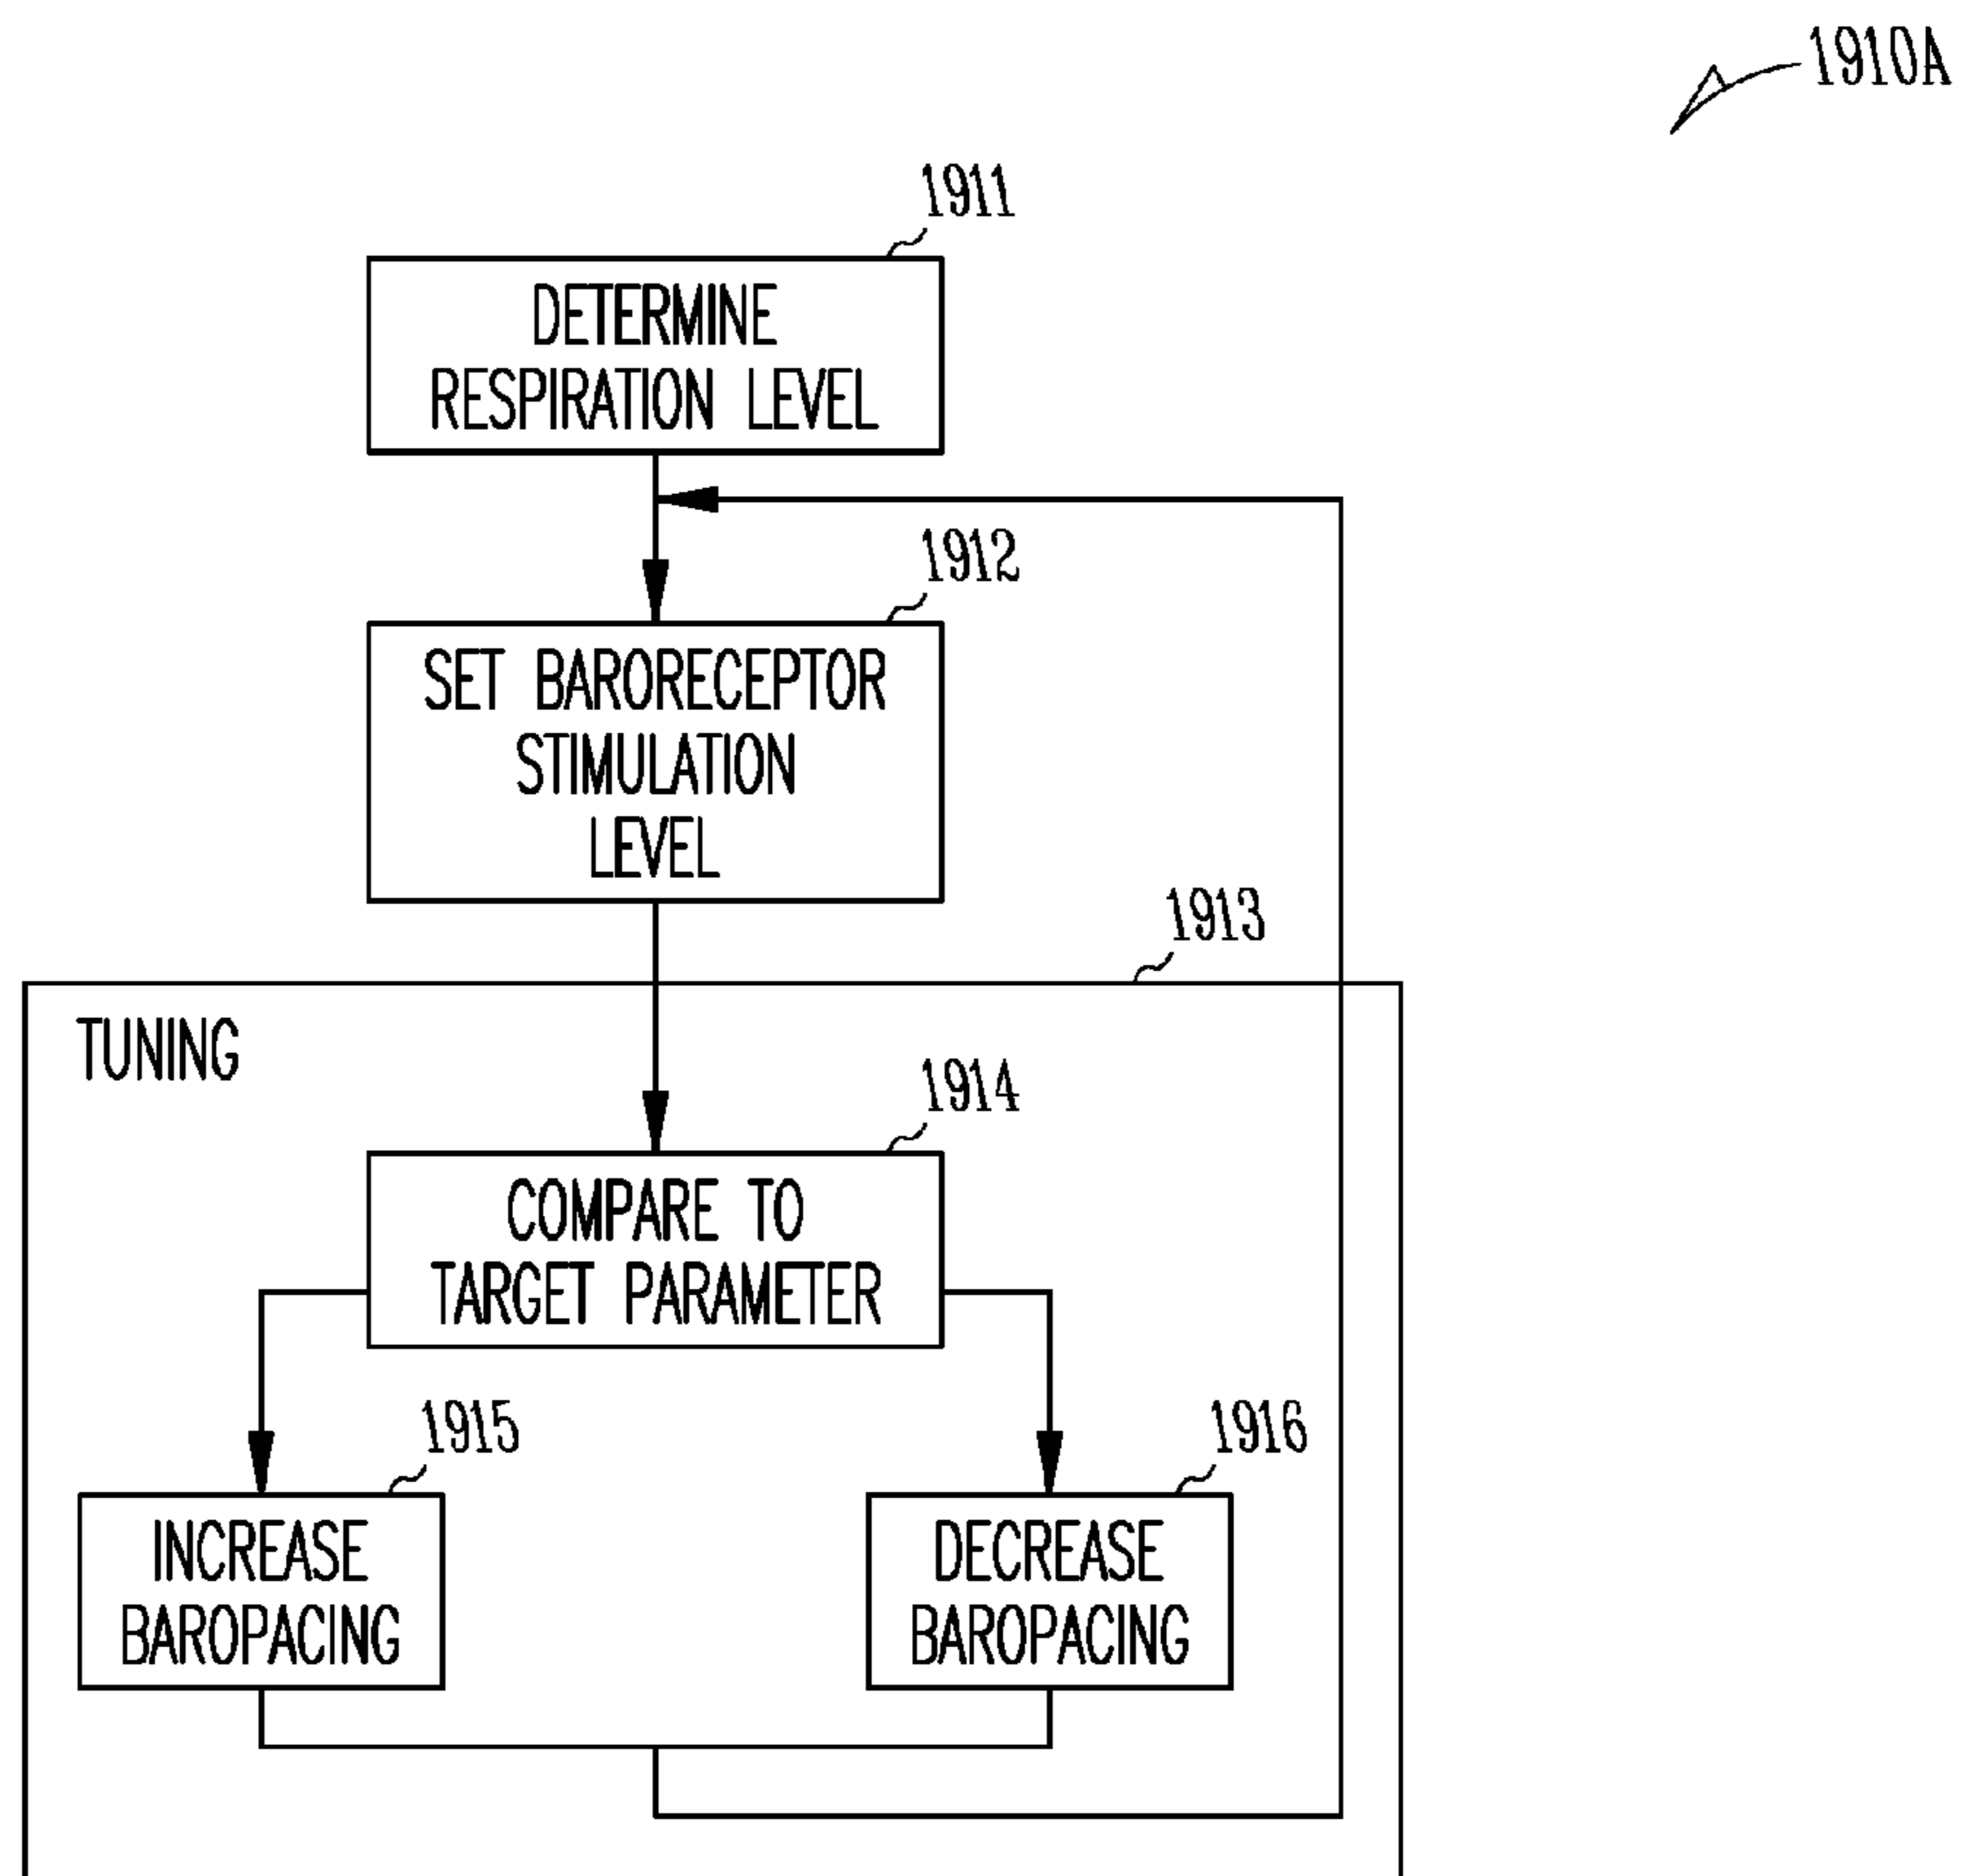 1910A
1911
DETERMINE
RESPIRATION LEVEL
1912
SET BARORECEPTOR
STIMULATION
LEVEL
1913
TUNING
1914
COMPARE TO
TARGET PARAMETER
1915
INCREASE
BAROPACING
1916
DECREASE
BAROPACING